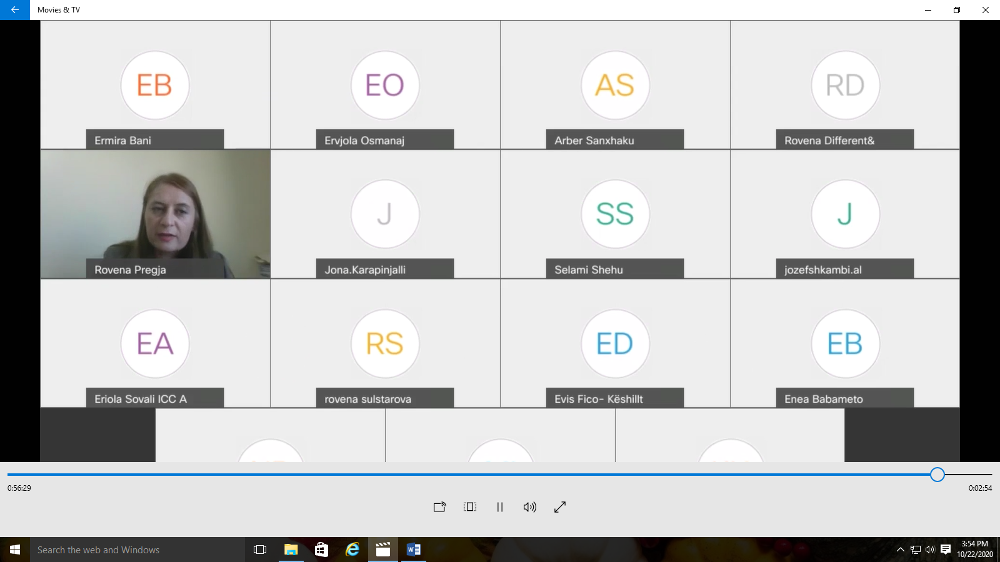 Movies & TV
EB
EO
AS
RD
Ermira Bani
Ervjola Osmanaj
Arber Sanxhaku
Rovena Different&
J
SS
J
Rovena Pregja
Jona.Karapinjalli
Selami Shehu
jozefshkambi.al
EA
RS
ED
EB
Eriola Sovali ICC A
rovena sulstarova
Evis Fico- Këshillt
Enea Babameto
0:56:29
0:02:54
Search the web and Windows
3:54 PM
10/22/2020